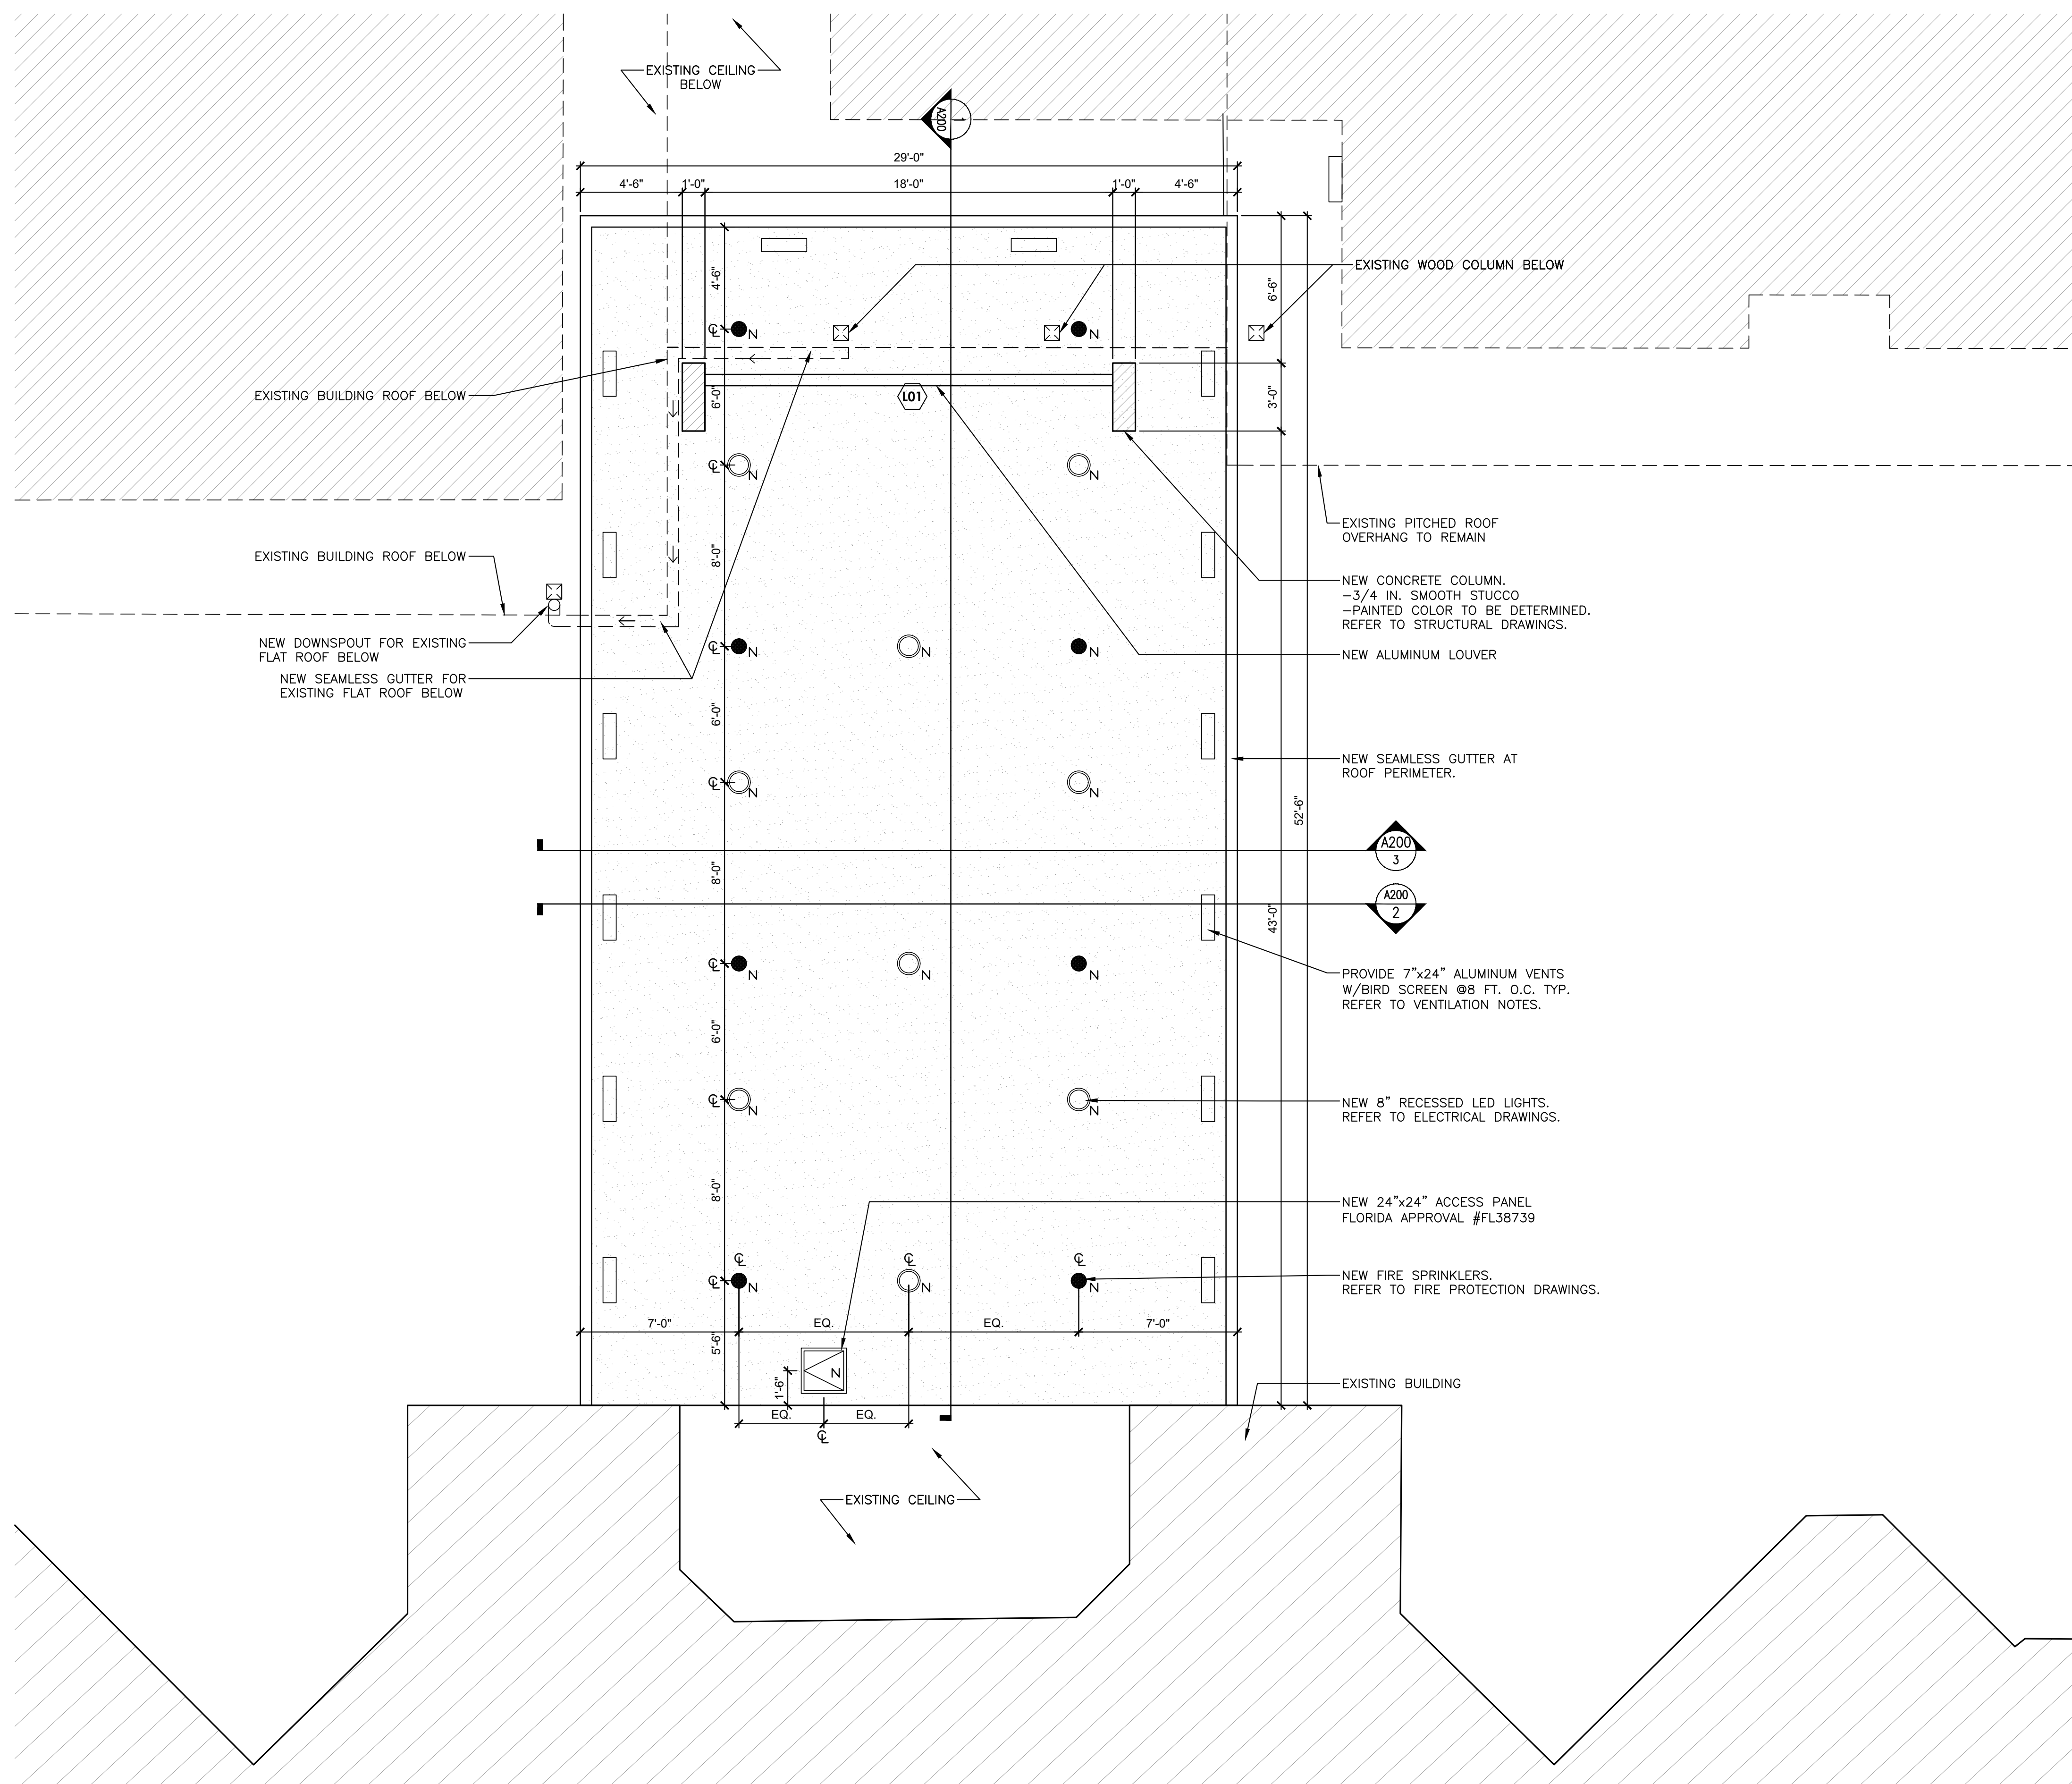 EXISTING CEILING
BELOW
A200
1
29'-0"
4'-6"
1'-0"
18'-0"
1'-0"
4'-6"
4'-6"
6'-6"
EXISTING WOOD COLUMN BELOW
℄
N
N
EXISTING BUILDING ROOF BELOW
6'-0"
L01
3'-0"
℄
N
N
EXISTING PITCHED ROOF
OVERHANG TO REMAIN
EXISTING BUILDING ROOF BELOW
8'-0"
NEW CONCRETE COLUMN.
-3/4 IN. SMOOTH STUCCO
-PAINTED COLOR TO BE DETERMINED.
REFER TO STRUCTURAL DRAWINGS.
NEW DOWNSPOUT FOR EXISTING
FLAT ROOF BELOW
℄
N
N
N
NEW ALUMINUM LOUVER
NEW SEAMLESS GUTTER FOR
EXISTING FLAT ROOF BELOW
6'-0"
NEW SEAMLESS GUTTER AT
ROOF PERIMETER.
℄
N
N
52'-6"
A200
3
8'-0"
A200
2
43'-0"
℄
N
N
N
PROVIDE 7"x24" ALUMINUM VENTS
W/BIRD SCREEN @8 FT. O.C. TYP.
REFER TO VENTILATION NOTES.
6'-0"
℄
N
N
NEW 8" RECESSED LED LIGHTS.
REFER TO ELECTRICAL DRAWINGS.
8'-0"
NEW 24"x24" ACCESS PANEL
FLORIDA APPROVAL #FL38739
℄
℄
℄
℄
N
N
N
NEW FIRE SPRINKLERS.
REFER TO FIRE PROTECTION DRAWINGS.
7'-0"
EQ.
EQ.
7'-0"
5'-6"
N
1'-6"
EXISTING BUILDING
EQ.
EQ.
℄
EXISTING CEILING